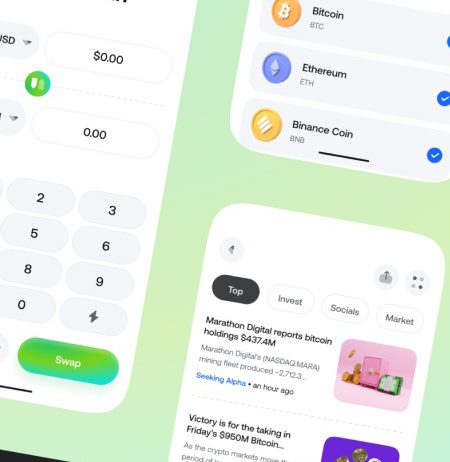 USD
$0.00
0.00
2
3
5
6
8
9
0
Swap
Bitcoin
BTC
Ethereum
ETH
Binance Coin
BNB
Top
Invest
Socials
Market
Marathon Digital reports bitcoin
holdings $437.4M
Marathon Digital's (NASDAQ:MARA)
mining fleet produced ~2,712.3...
Seeking Alpha • an hour ago
Victory is for the taking in
Friday's $950M Bitcoin...
As the crypto markets move
period of